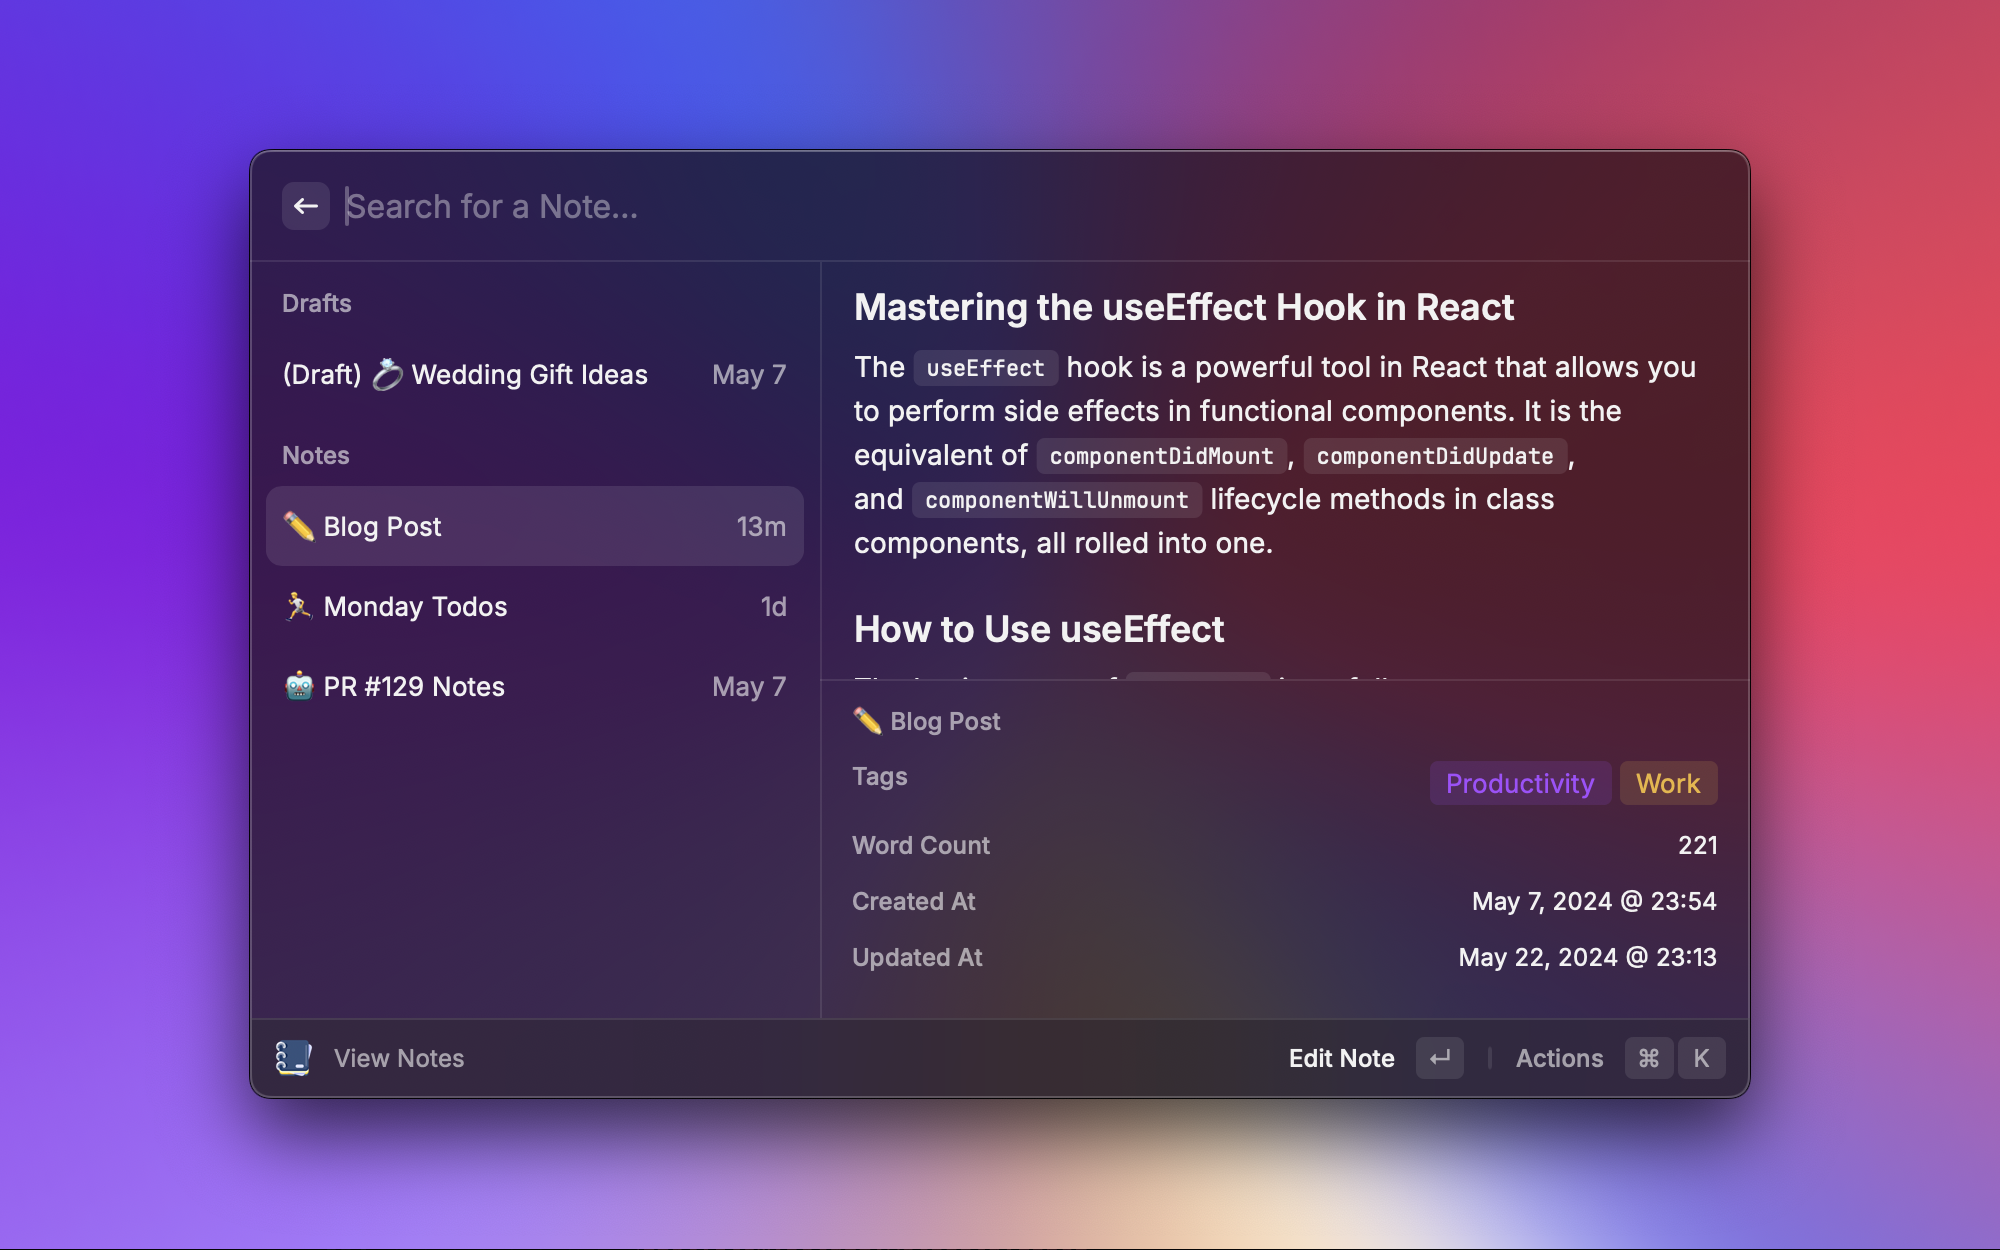 Search for a Note...
Drafts
(Draft) 💍 Wedding Gift Ideas May 7
Notes
✏️ Blog Post 13m
🏃 Monday Todos 1d
🤖 PR #129 Notes May 7
Mastering the useEffect Hook in React
The useEffect hook is a powerful tool in React that allows you
to perform side effects in functional components. It is the
equivalent of componentDidMount, componentDidUpdate,
and componentWillUnmount lifecycle methods in class
components, all rolled into one.
How to Use useEffect
✏️ Blog Post
Tags Productivity Work
Word Count 221
Created At May 7, 2024 @ 23:54
Updated At May 22, 2024 @ 23:13
View Notes
Edit Note ↵ Actions ⌘ K